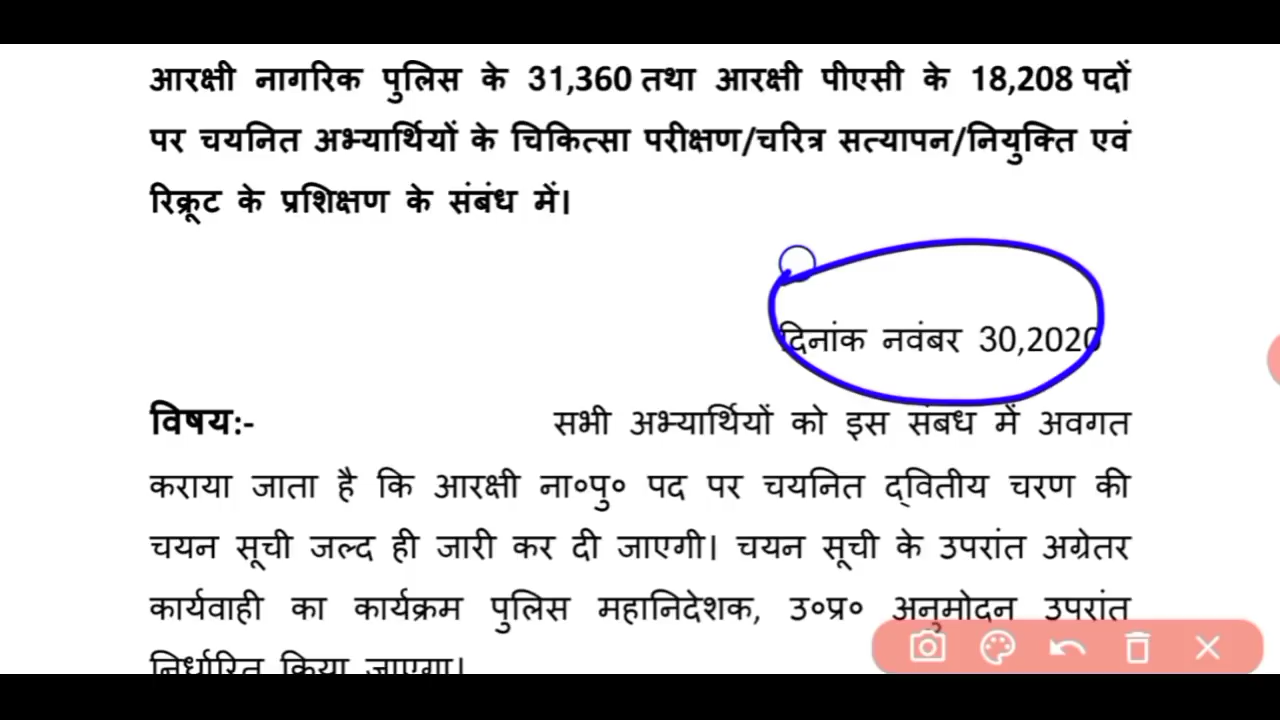 आरक्षी नागरिक पुलिस के 31,360 तथा आरक्षी पीएसी के 18,208 पदों
पर चयनित अभ्यार्थियों के चिकित्सा परीक्षण/चरित्र सत्यापन/नियुक्ति एवं
रिक्रूट के प्रशिक्षण के संबंध में।
दिनांक नवंबर 30,2020
विषय:- सभी अभ्यार्थियों को इस संबध में अवगत
कराया जाता है कि आरक्षी ना०पु० पद पर चयनित द्वितीय चरण की
चयन सूची जल्द ही जारी कर दी जाएगी। चयन सूची के उपरांत अग्रेतर
कार्यवाही का कार्यक्रम पुलिस महानिदेशक, उ०प्र० अनुमोदन उपरांत
निर्धारित किया जाएगा।